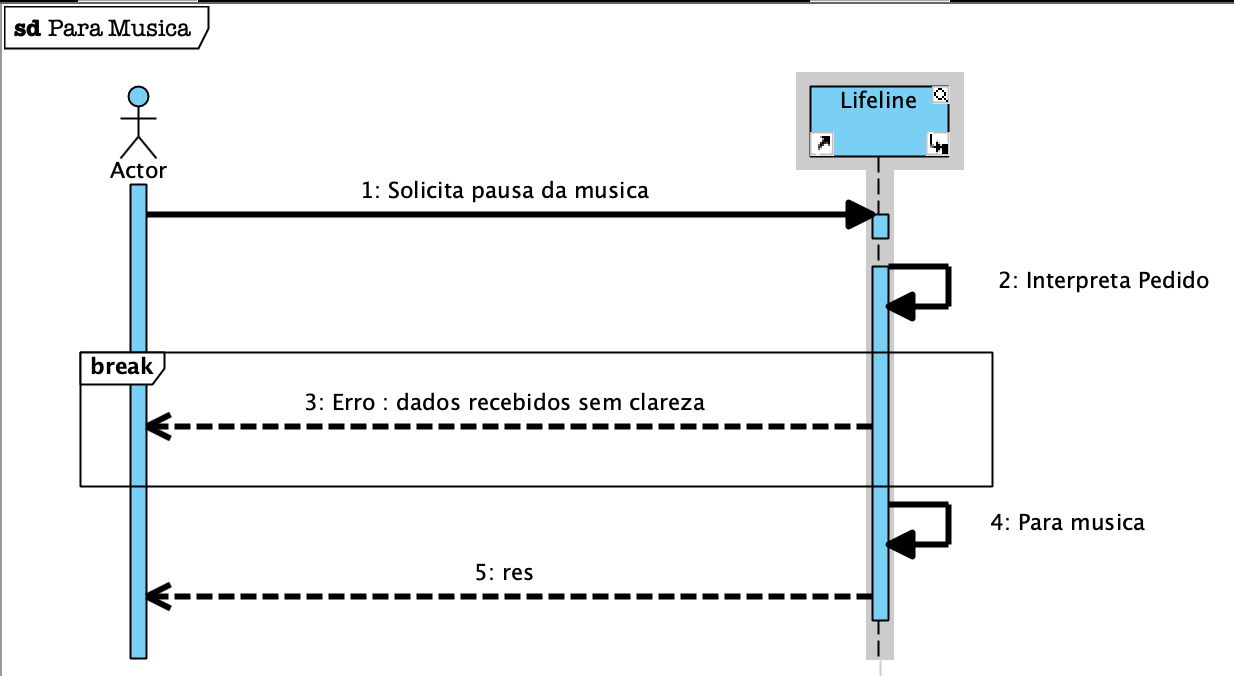 sd Para Musica
Lifeline
Actor
1: Solicita pausa da musica
2: Interpreta Pedido
break
3: Erro : dados recebidos sem clareza
4: Para musica
5: res